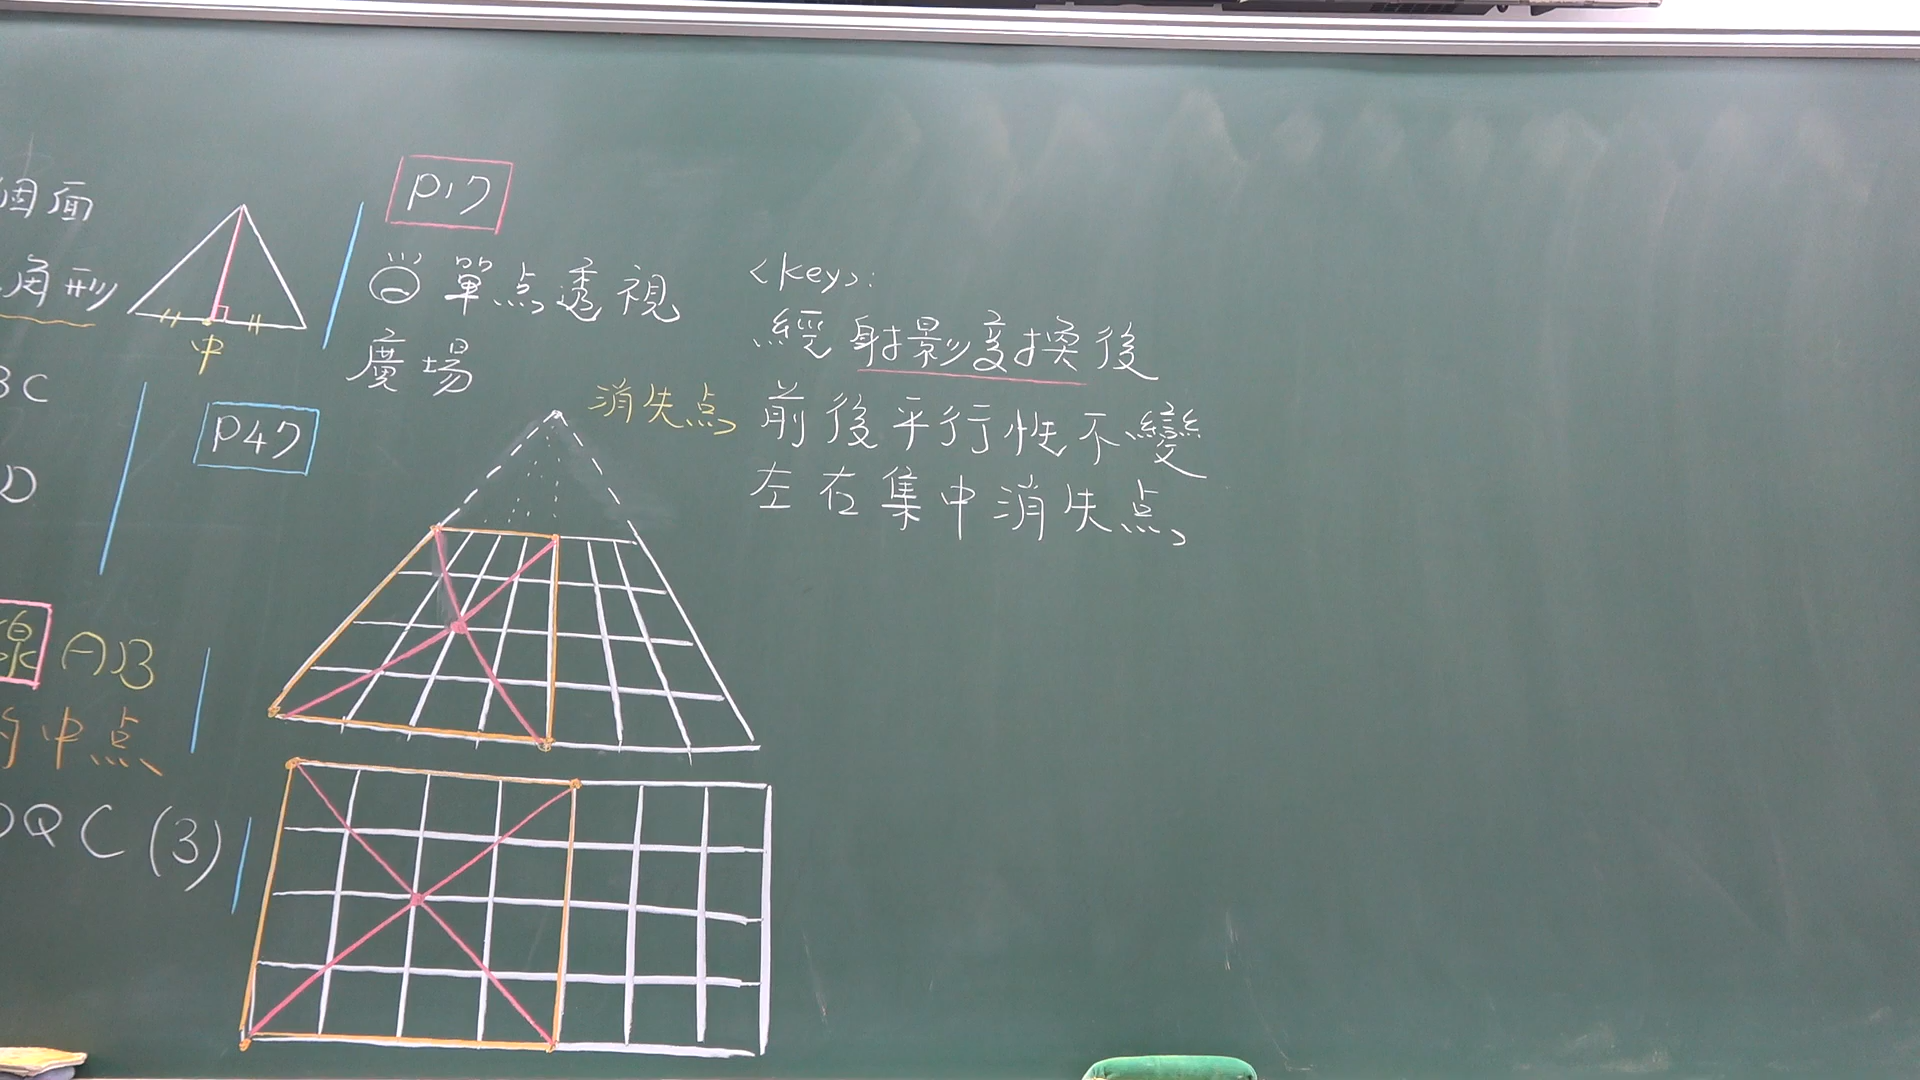 個面
角形
中
BC
D
P47
線 AB
的中点
DQC (3)
P17
單点透視
廣場
消失点
<key>:
經射影変換後
前後平行性不變
左右集中消失点